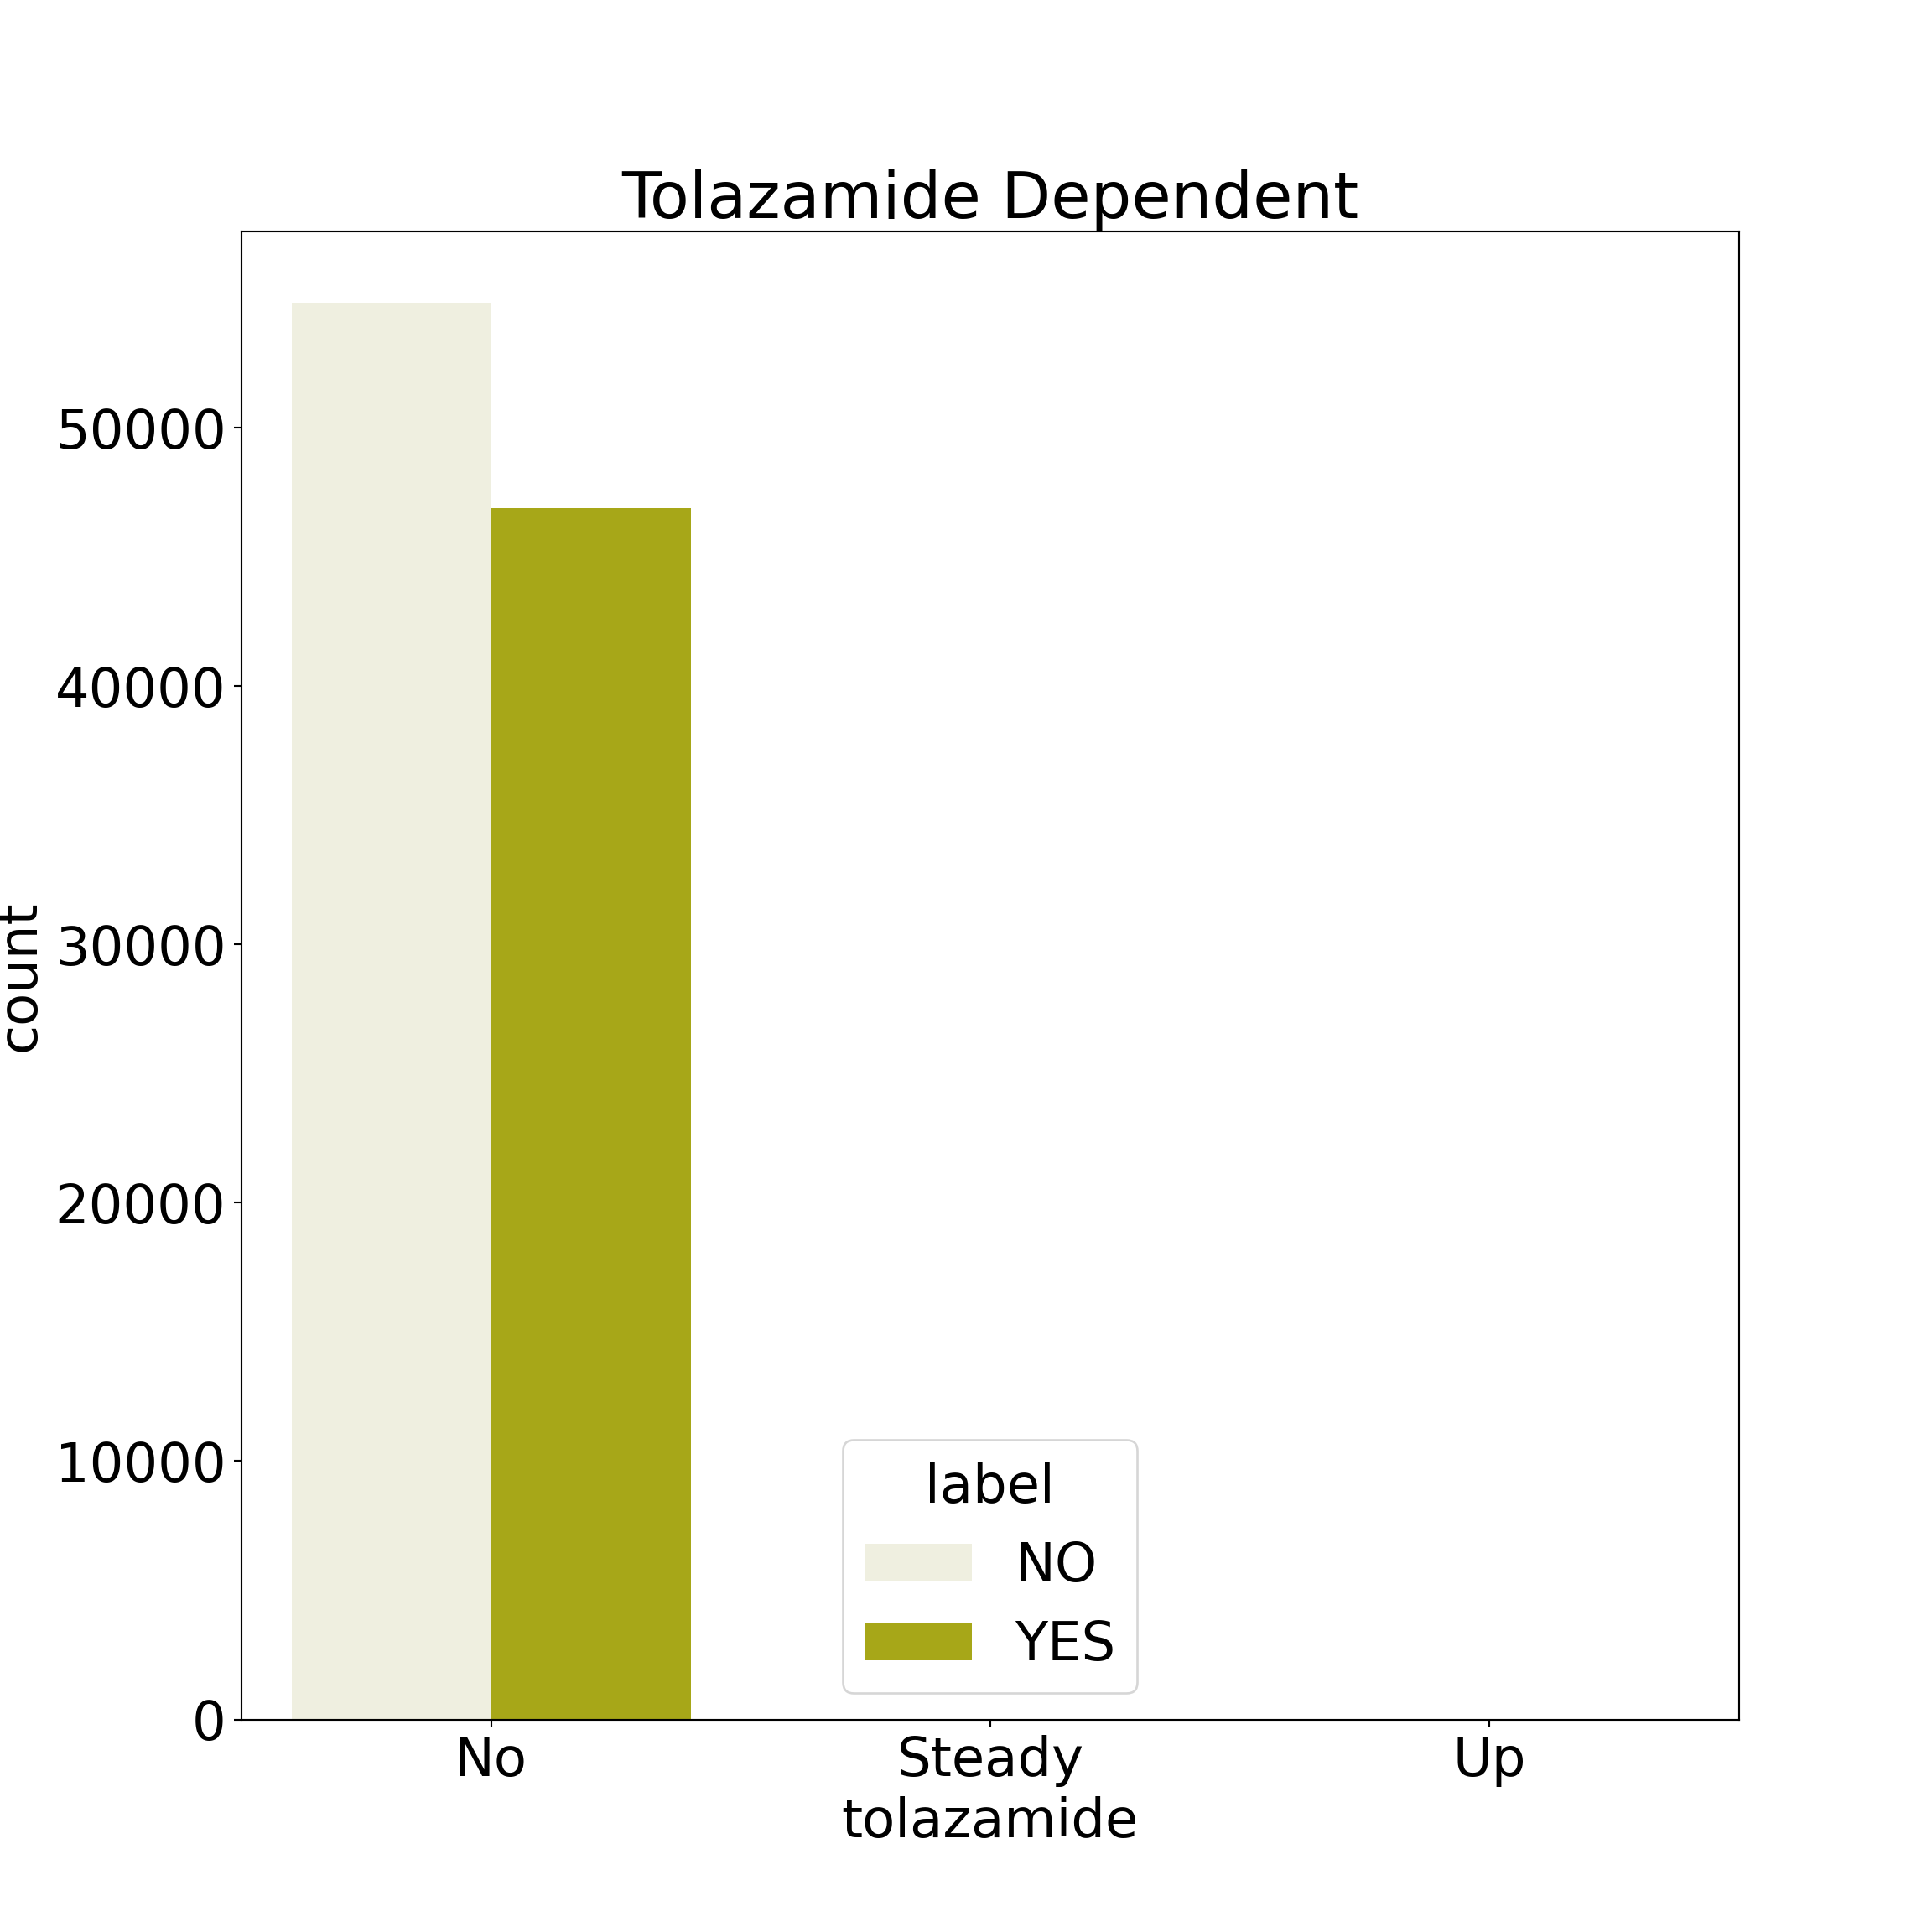 Tolazamide Dependent
50000
40000
30000
20000
10000
0
count
label
NO
YES
No Steady Up
tolazamide